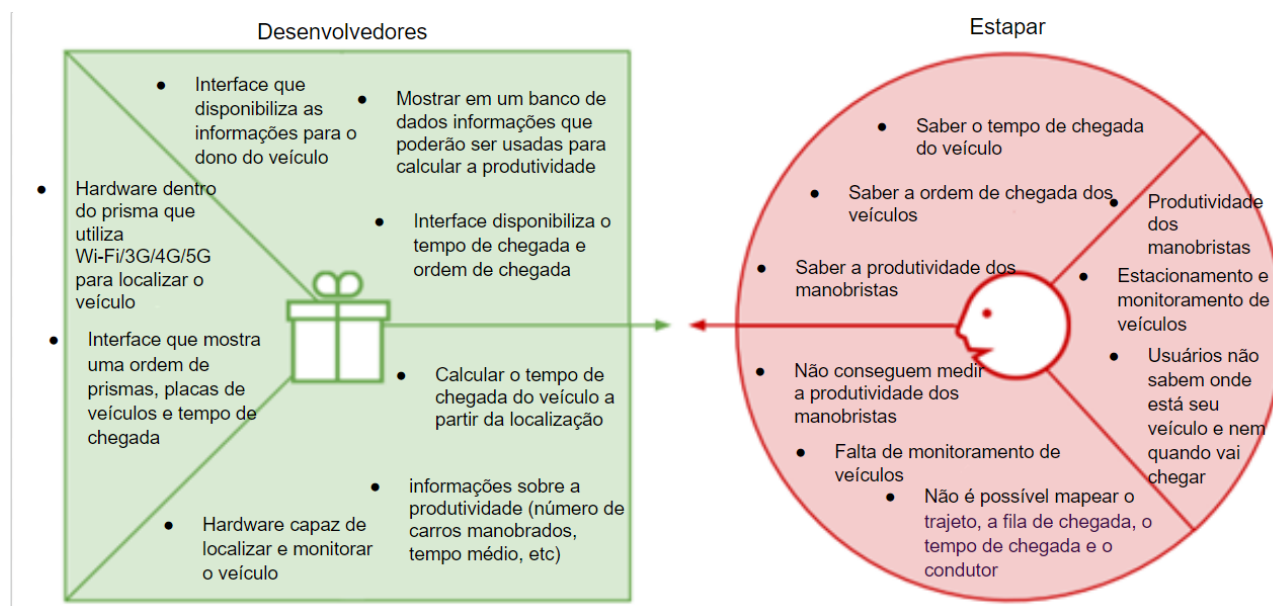 Desenvolvedores
● Interface que
disponibiliza as
informações para o
dono do veículo
● Mostrar em um banco de
dados informações que
poderão ser usadas para
calcular a produtividade
● Hardware dentro
do prisma que
utiliza
Wi-Fi/3G/4G/5G
para localizar o
veículo
● Interface disponibiliza o
tempo de chegada e
ordem de chegada
● Interface que mostra
uma ordem de
prismas, placas de
veículos e tempo de
chegada
● Calcular o tempo de
chegada do veículo a
partir da localização
● informações sobre a
produtividade (número de
carros manobrados,
tempo médio, etc)
● Hardware capaz de
localizar e monitorar
o veículo
Estapar
● Saber o tempo de chegada
do veículo
● Saber a ordem de chegada dos
veículos
● Saber a produtividade dos
manobristas
● Produtividade
dos
manobristas
● Estacionamento e
monitoramento de
veículos
● Usuários não
sabem onde
está seu
veículo e nem
quando vai
chegar
● Não conseguem medir
a produtividade dos
manobristas
● Falta de monitoramento de
veículos
● Não é possível mapear o
trajeto, a fila de chegada, o
tempo de chegada e o
condutor